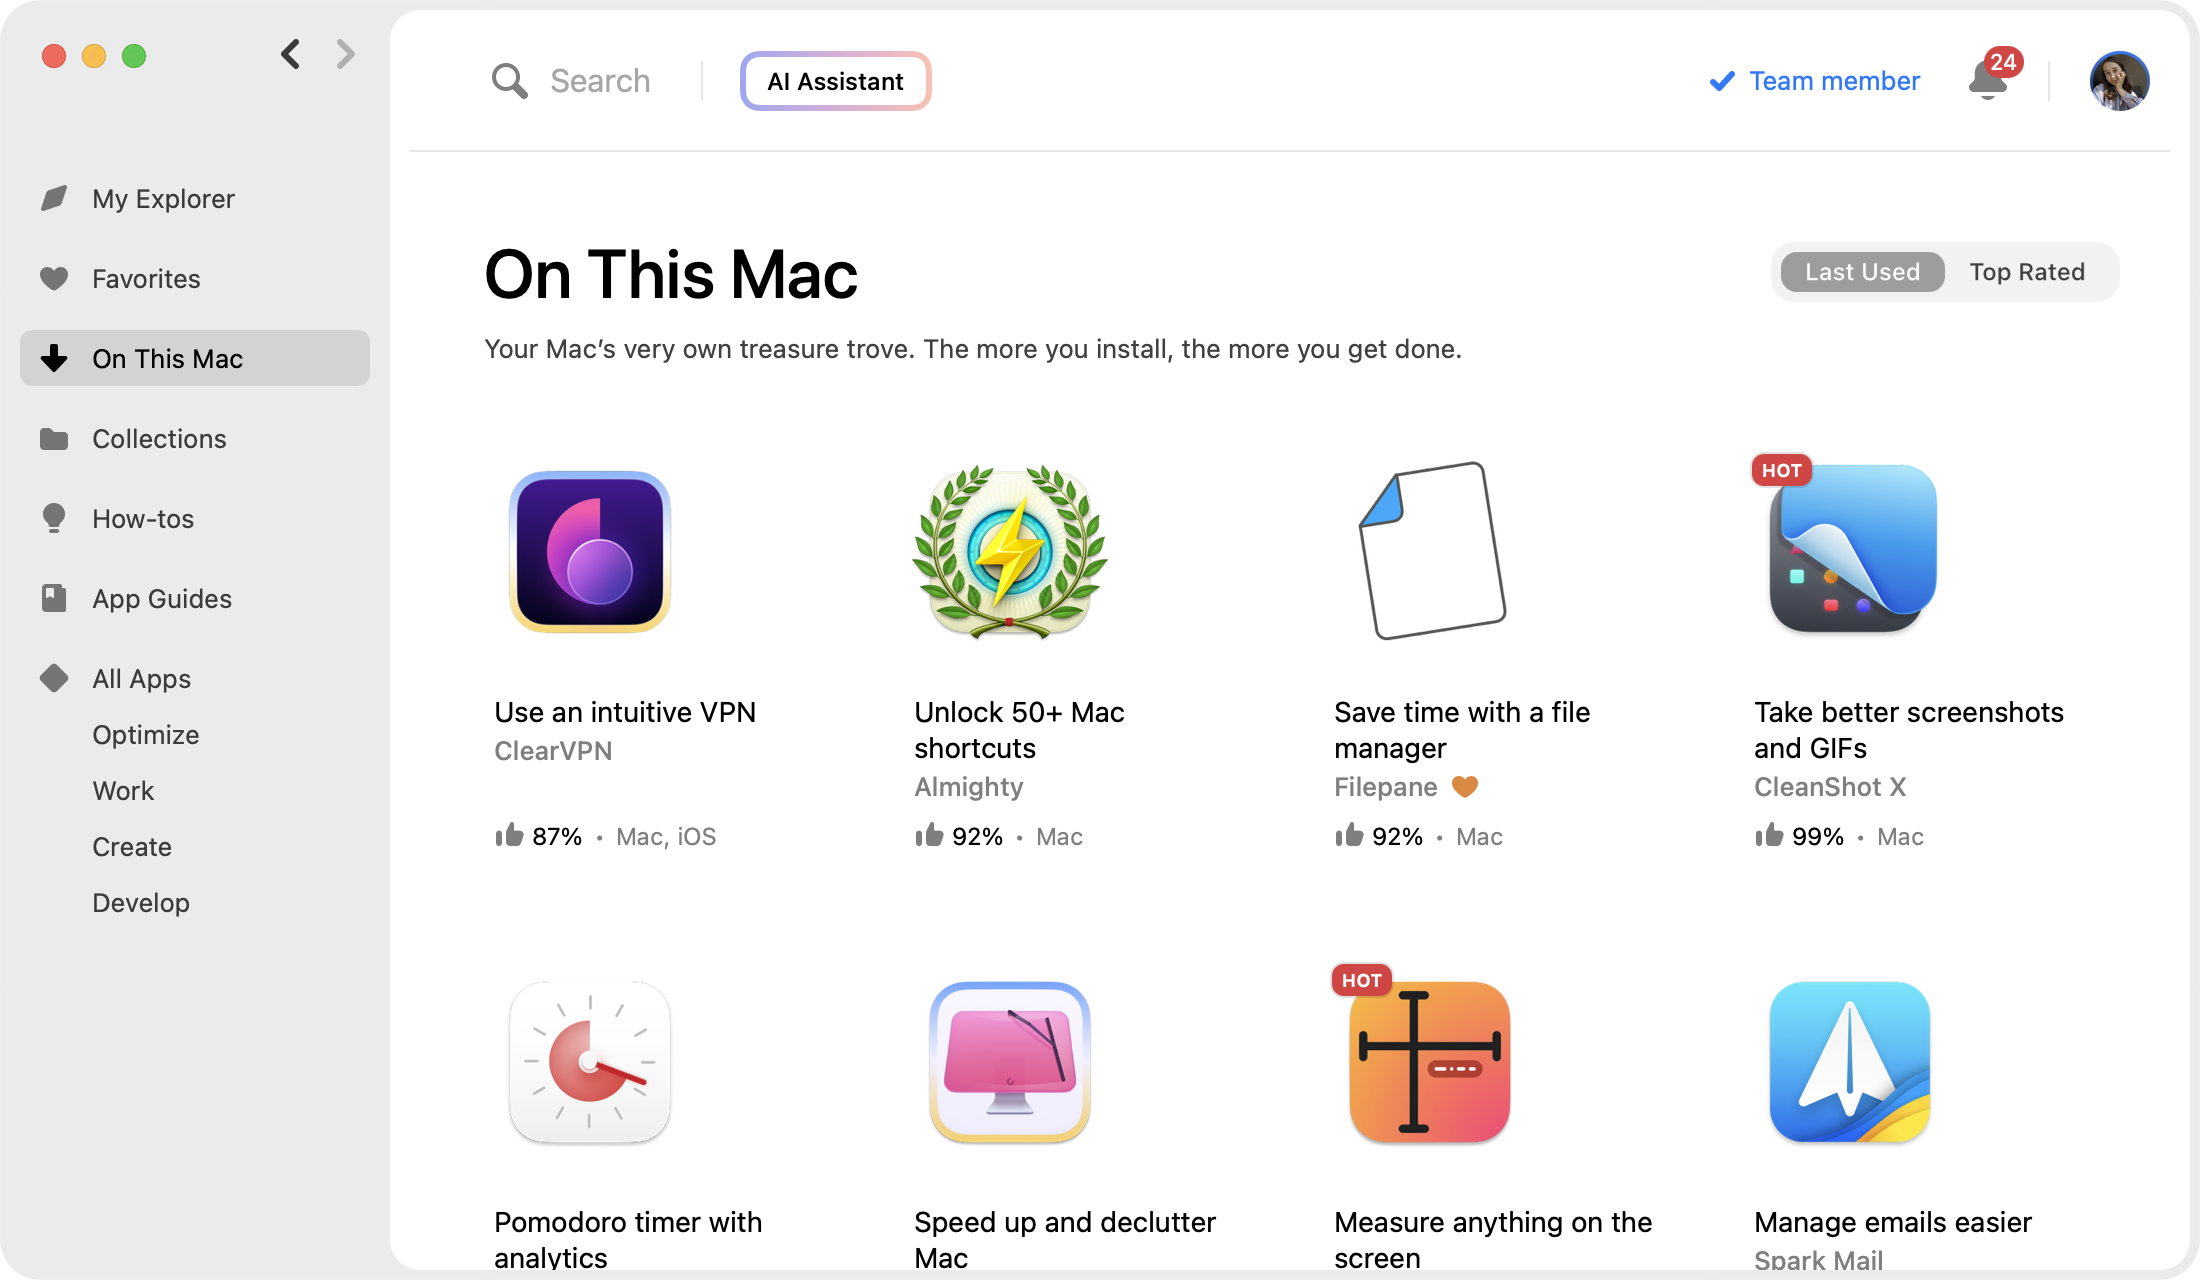 Search
AI Assistant
Team member
24
My Explorer
Favorites
On This Mac
Collections
How-tos
App Guides
All Apps
Optimize
Work
Create
Develop
On This Mac
Last Used
Top Rated
Your Mac’s very own treasure trove. The more you install, the more you get done.
Use an intuitive VPN
ClearVPN
87% • Mac, iOS
Unlock 50+ Mac
shortcuts
Almighty
92% • Mac
Save time with a file
manager
Filepane
92% • Mac
HOT
Take better screenshots
and GIFs
CleanShot X
99% • Mac
Pomodoro timer with
analytics
Speed up and declutter
Mac
HOT
Measure anything on the
screen
Manage emails easier
Spark Mail